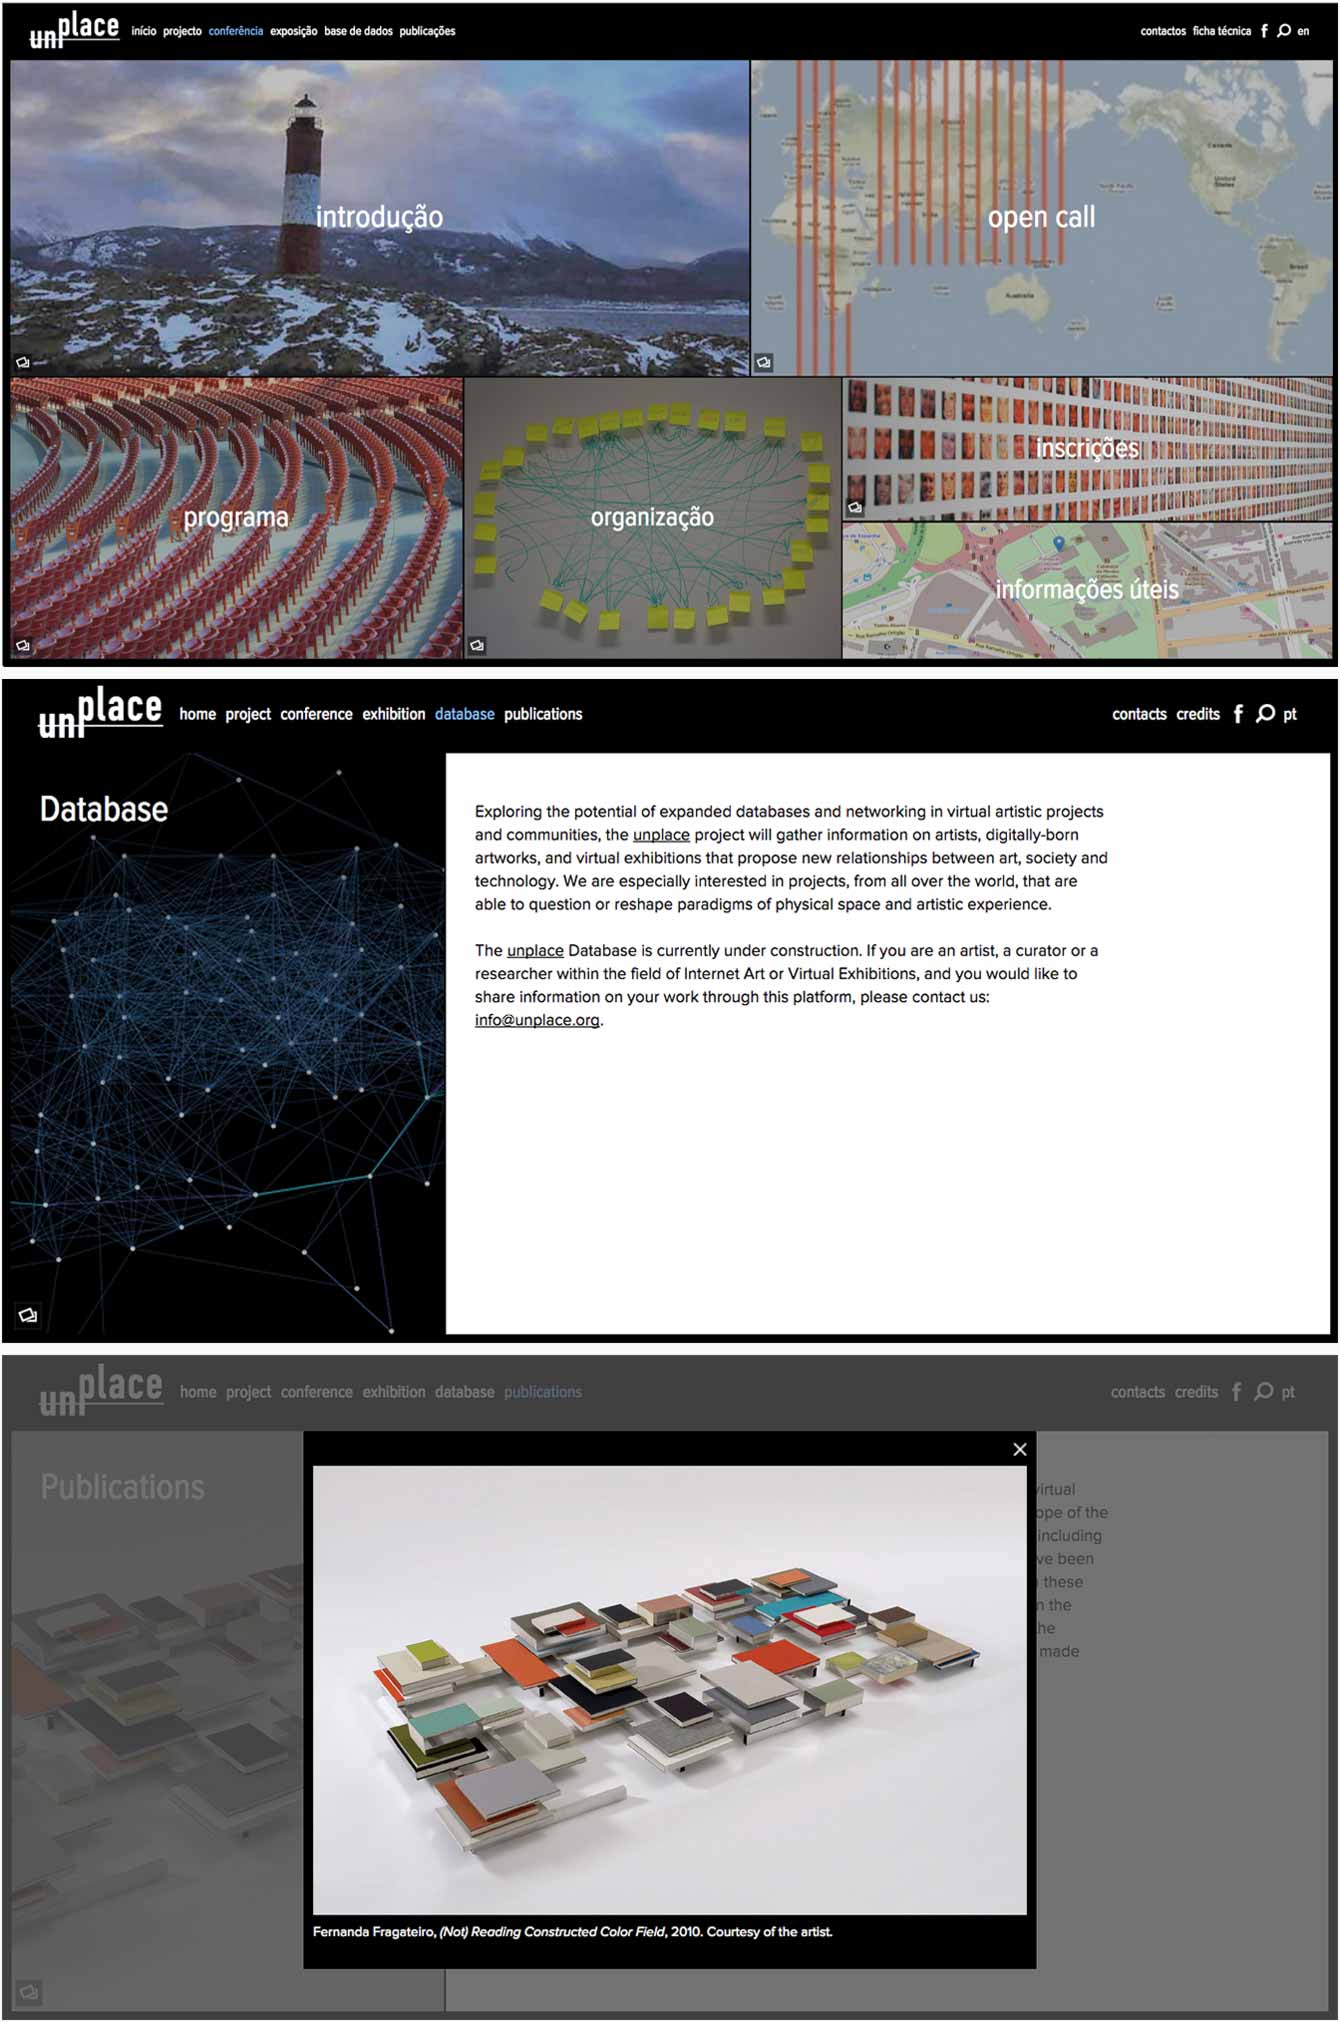 unplace
início projecto conferência exposição base de dados publicações
contactos ficha técnica f en
introdução
open call
Canada
United States
Brasil
Australia
programa
organização
inscrições
informações úteis
unplace
home project conference exhibition database publications
contacts credits f pt
Database
Exploring the potential of expanded databases and networking in virtual artistic projects
and communities, the unplace project will gather information on artists, digitally-born
artworks, and virtual exhibitions that propose new relationships between art, society and
technology. We are especially interested in projects, from all over the world, that are
able to question or reshape paradigms of physical space and artistic experience.
The unplace Database is currently under construction. If you are an artist, a curator or a
researcher within the field of Internet Art or Virtual Exhibitions, and you would like to
share information on your work through this platform, please contact us:
info@unplace.org.
unplace
home project conference exhibition database publications
contacts credits f pt
Publications
virtual
ope of the
including
ve been
these
n the
the
made
Fernanda Fragateiro, (Not) Reading Constructed Color Field, 2010. Courtesy of the artist.